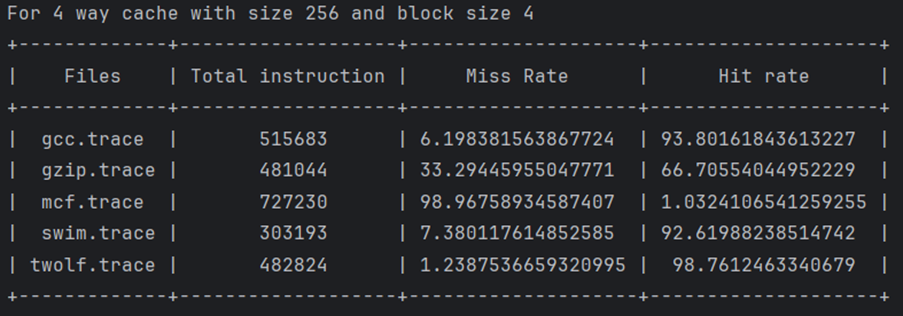 For 4 way cache with size 256 and block size 4
+-------------+-------------------+--------------------+--------------------+
| Files | Total instruction | Miss Rate | Hit rate |
+-------------+-------------------+--------------------+--------------------+
| gcc.trace | 515683 | 6.198381563867724 | 93.80161843613227 |
| gzip.trace | 481044 | 33.29445955047771 | 66.70554044952229 |
| mcf.trace | 727230 | 98.96758934587407 | 1.0324106541259255 |
| swim.trace | 303193 | 7.380117614852585 | 92.61988238514742 |
| twolf.trace | 482824 | 1.2387536659320995 | 98.7612463340679 |
+-------------+-------------------+--------------------+--------------------+